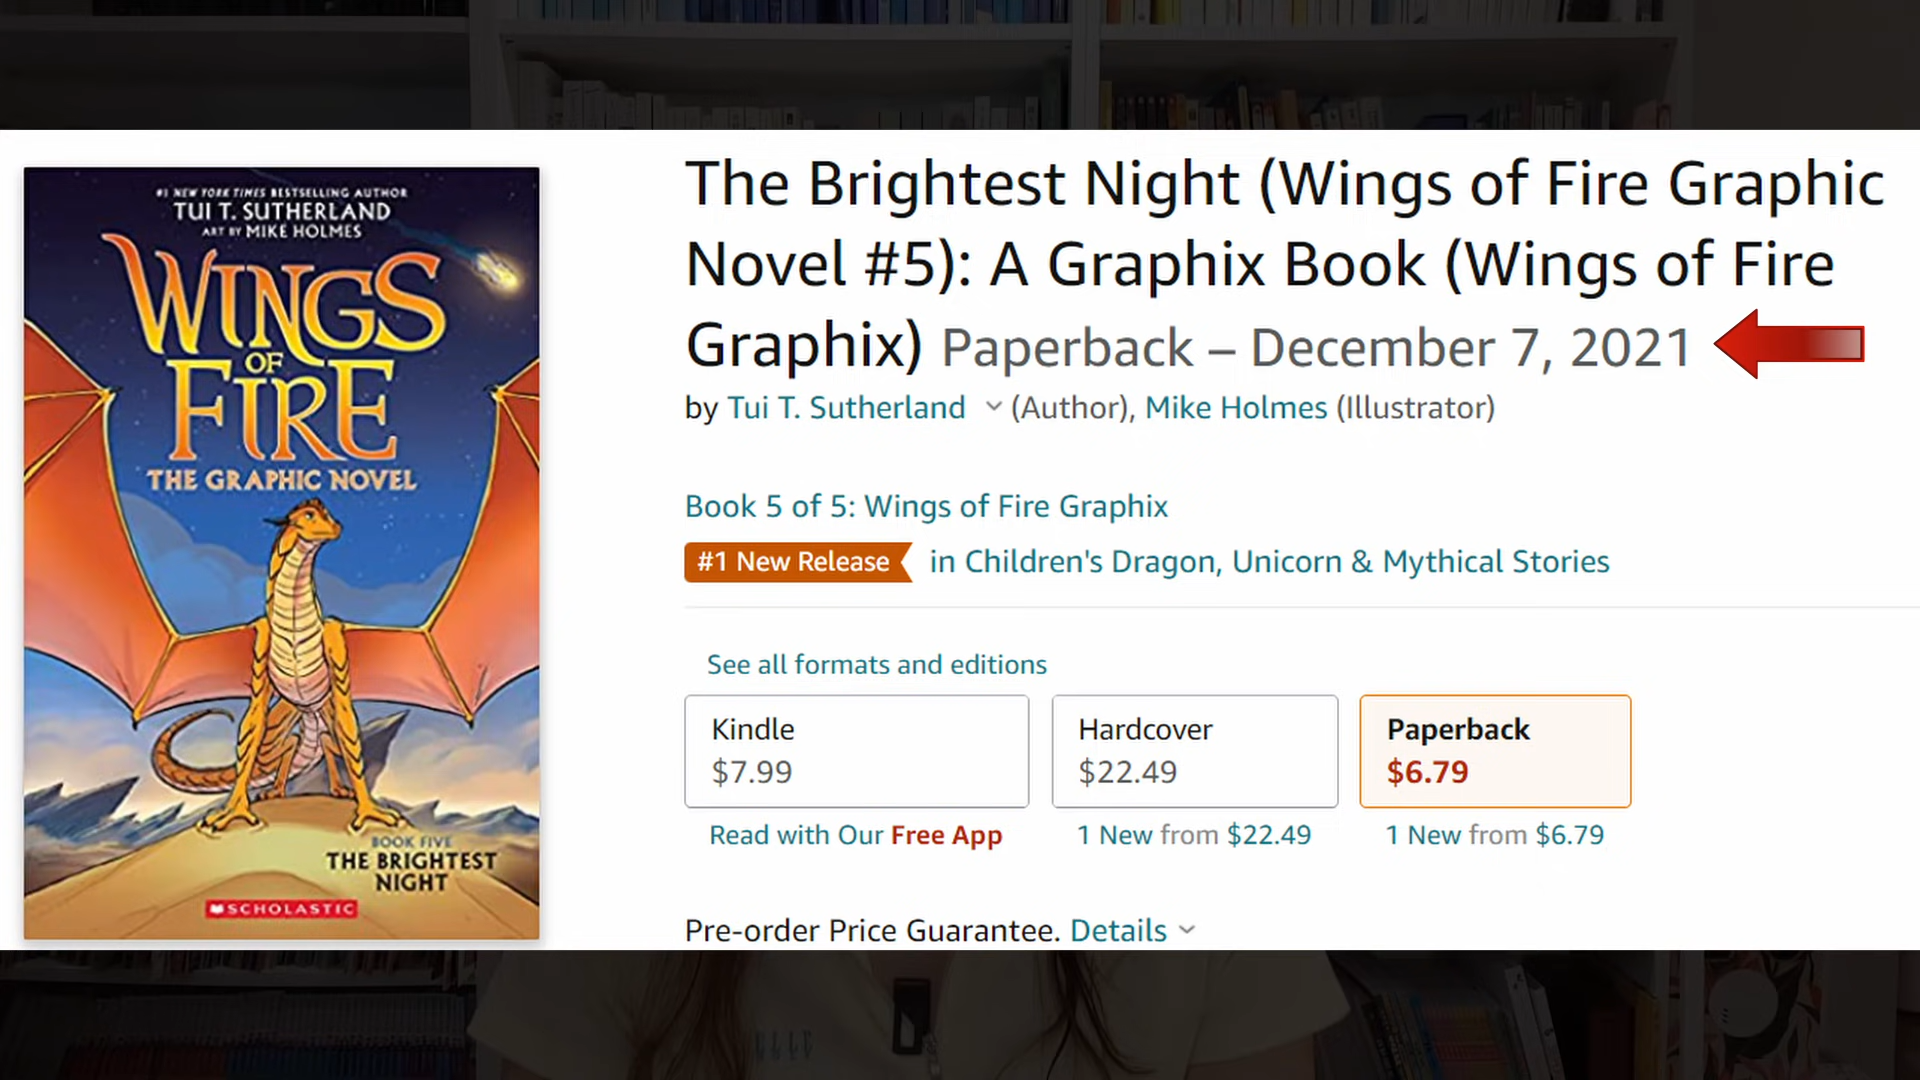 #1 NEW YORK TIMES BESTSELLING AUTHOR
TUI T. SUTHERLAND
ART BY MIKE HOLMES
WINGS
OF
FIRE
THE GRAPHIC NOVEL
BOOK FIVE
THE BRIGHTEST
NIGHT
SCHOLASTIC
The Brightest Night (Wings of Fire Graphic
Novel #5): A Graphix Book (Wings of Fire
Graphix) Paperback – December 7, 2021
by Tui T. Sutherland (Author), Mike Holmes (Illustrator)
Book 5 of 5: Wings of Fire Graphix
#1 New Release in Children's Dragon, Unicorn & Mythical Stories
See all formats and editions
Kindle
$7.99
Read with Our Free App
Hardcover
$22.49
1 New from $22.49
Paperback
$6.79
1 New from $6.79
Pre-order Price Guarantee. Details